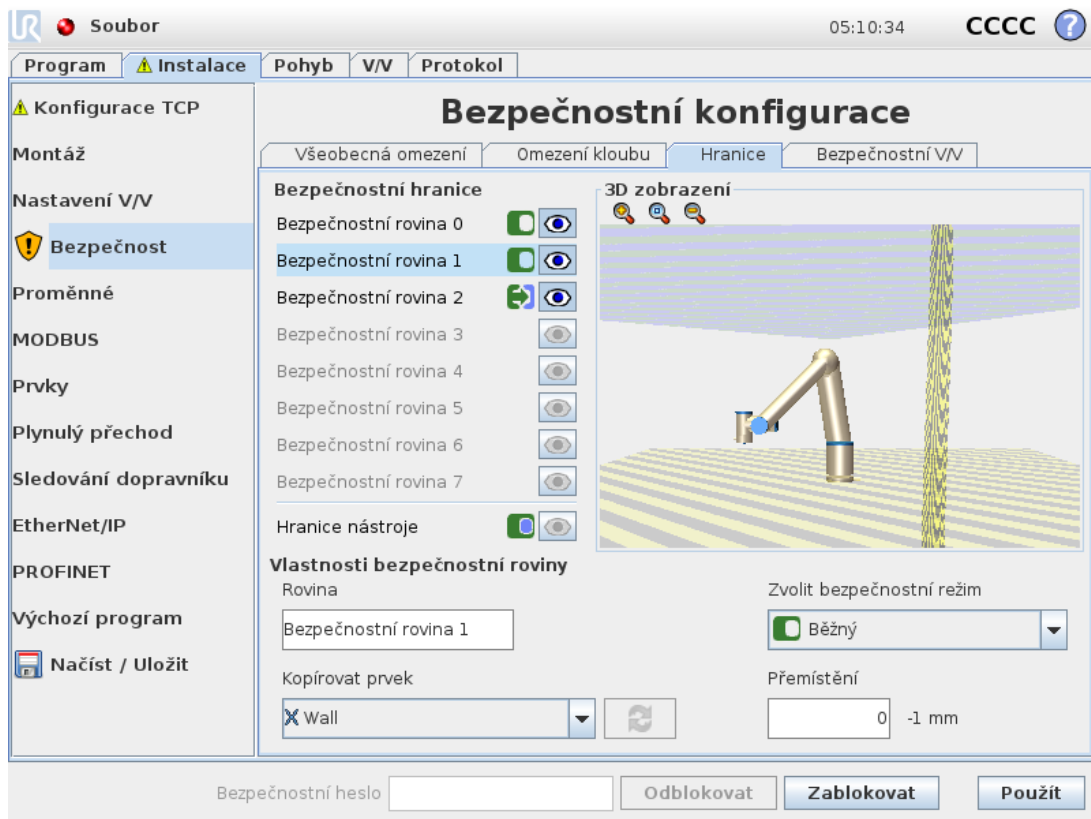 UR Soubor 05:10:34 CCCC ?
Program Instalace Pohyb V/V Protokol
Konfigurace TCP
Montáž
Nastavení V/V
Bezpečnost
Proměnné
MODBUS
Prvky
Plynulý přechod
Sledování dopravníku
EtherNet/IP
PROFINET
Výchozí program
Načíst / Uložit
Bezpečnostní konfigurace
Všeobecná omezení Omezení kloubu Hranice Bezpečnostní V/V
Bezpečnostní hranice
Bezpečnostní rovina 0
Bezpečnostní rovina 1
Bezpečnostní rovina 2
Bezpečnostní rovina 3
Bezpečnostní rovina 4
Bezpečnostní rovina 5
Bezpečnostní rovina 6
Bezpečnostní rovina 7
Hranice nástroje
3D zobrazení
Vlastnosti bezpečnostní roviny
Rovina
Bezpečnostní rovina 1
Zvolit bezpečnostní režim
Běžný
Kopírovat prvek
Wall
Přemístění
0 -1 mm
Bezpečnostní heslo Odblokovat Zablokovat Použít